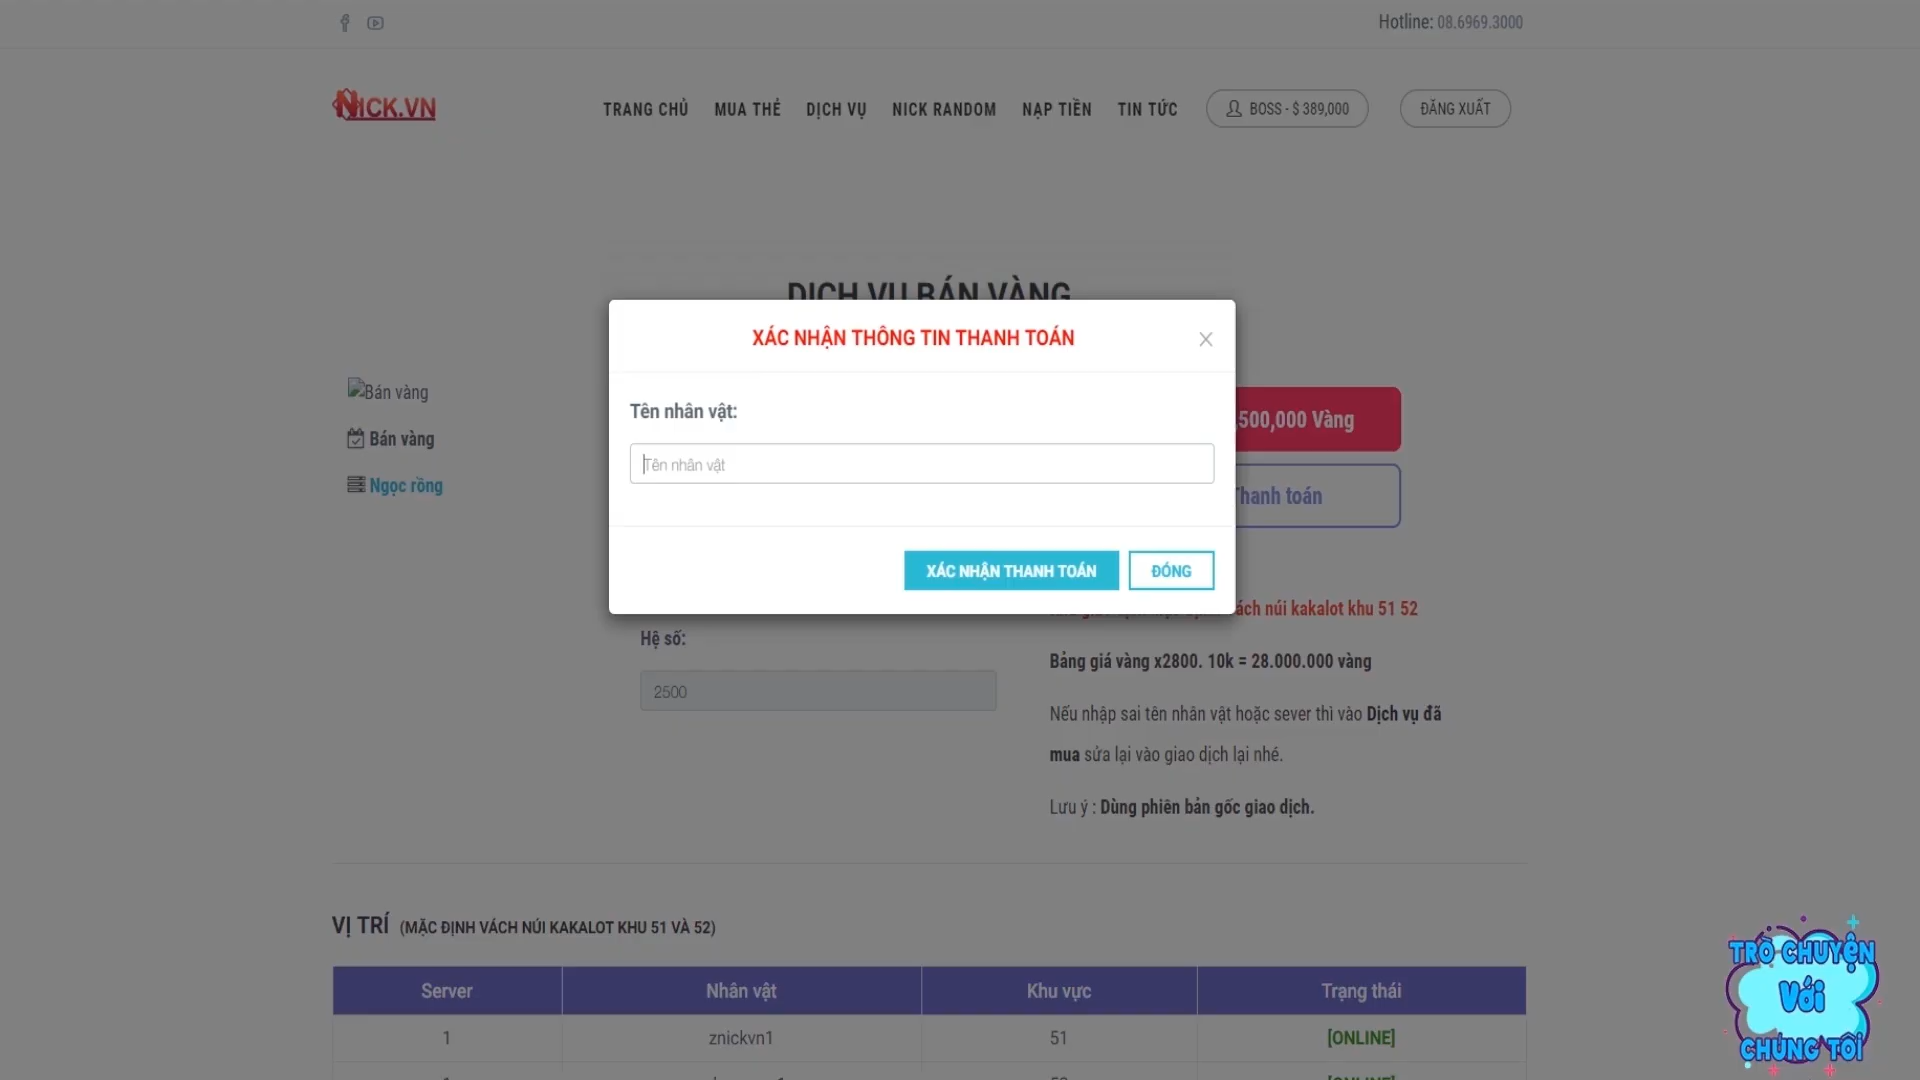 Hotline: 08.6969.3000
NICK.VN
TRANG CHỦ
MUA THẺ
DỊCH VỤ
NICK RANDOM
NẠP TIỀN
TIN TỨC
BOSS - $ 389,000
ĐĂNG XUẤT
DỊCH VỤ BÁN VÀNG
XÁC NHẬN THÔNG TIN THANH TOÁN
Tên nhân vật:
Tên nhân vật
XÁC NHẬN THANH TOÁN
ĐÓNG
Bán vàng
Bán vàng
Ngọc rồng
,500,000 Vàng
Thanh toán
ách núi kakalot khu 51 52
Hệ số:
2500
Bảng giá vàng x2800. 10k = 28.000.000 vàng
Nếu nhập sai tên nhân vật hoặc sever thì vào Dịch vụ đã
mua sửa lại vào giao dịch lại nhé.
Lưu ý : Dùng phiên bản gốc giao dịch.
VỊ TRÍ (MẶC ĐỊNH VÁCH NÚI KAKALOT KHU 51 VÀ 52)
Server Nhân vật Khu vực Trạng thái
1 znickvn1 51 [ONLINE]
TRÒ CHUYỆN
Với
CHÚNG TÔI